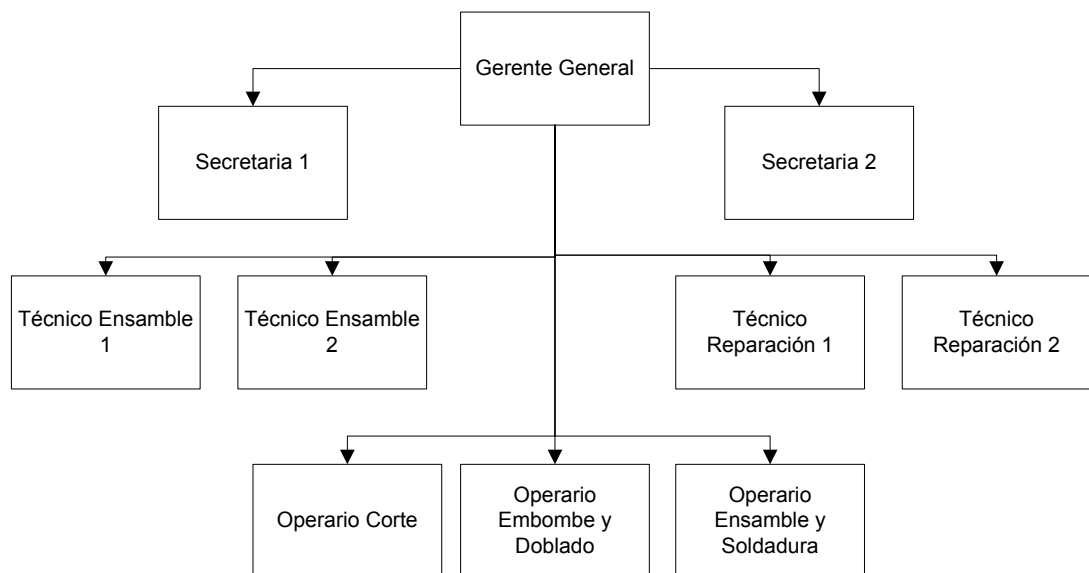 Gerente General
Secretaria 1
Secretaria 2
Técnico Ensamble
1
Técnico Ensamble
2
Técnico
Reparación 1
Técnico
Reparación 2
Operario Corte
Operario
Embombe y
Doblado
Operario
Ensamble y
Soldadura